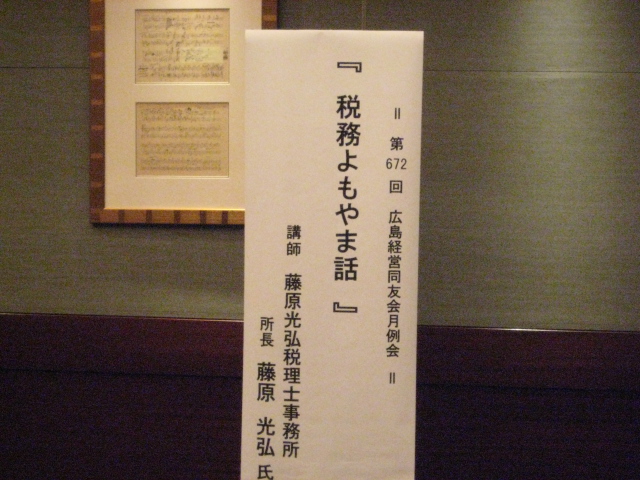 ＝ 第672回 広島経営同友会月例会 ＝
『 税務よもやま話 』
講師 藤原光弘税理士事務所
所長 藤原 光弘 氏